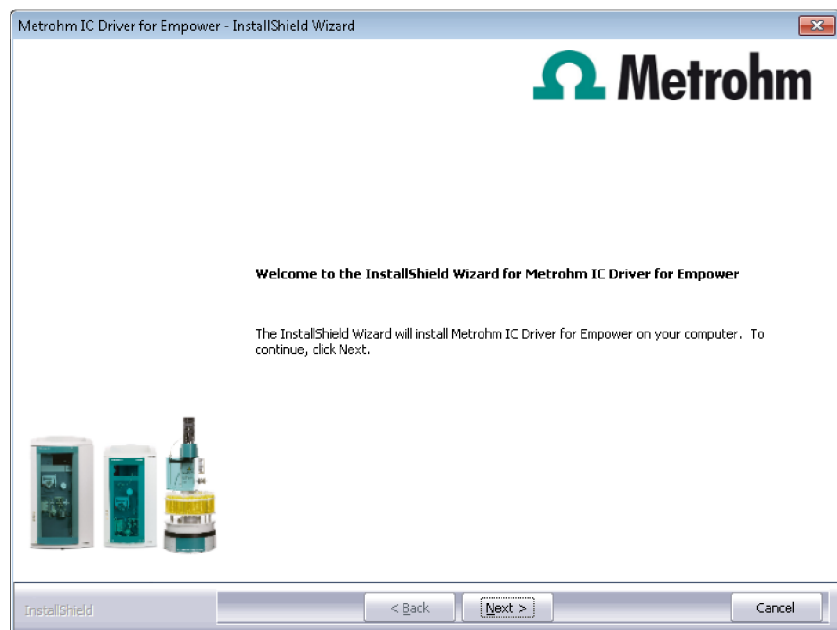 Metrohm IC Driver for Empower - InstallShield Wizard
Metrohm
Welcome to the InstallShield Wizard for Metrohm IC Driver for Empower
The InstallShield Wizard will install Metrohm IC Driver for Empower on your computer. To
continue, click Next.
InstallShield
< Back
Next >
Cancel